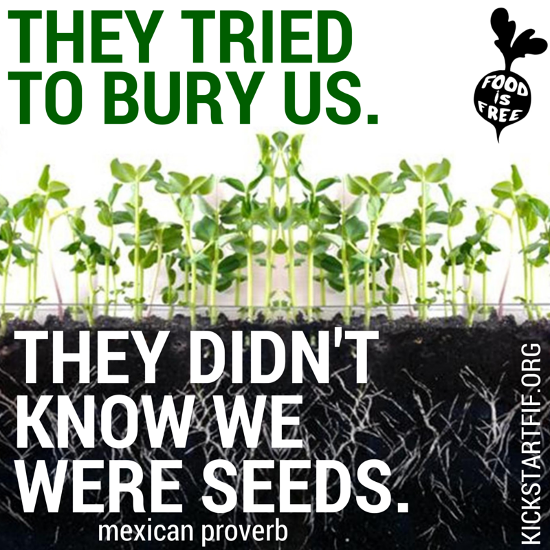 THEY TRIED
TO BURY US.
FOOD
iS
FREE
THEY DIDN'T
KNOW WE
WERE SEEDS.
mexican proverb
KICKSTARTFIF.ORG